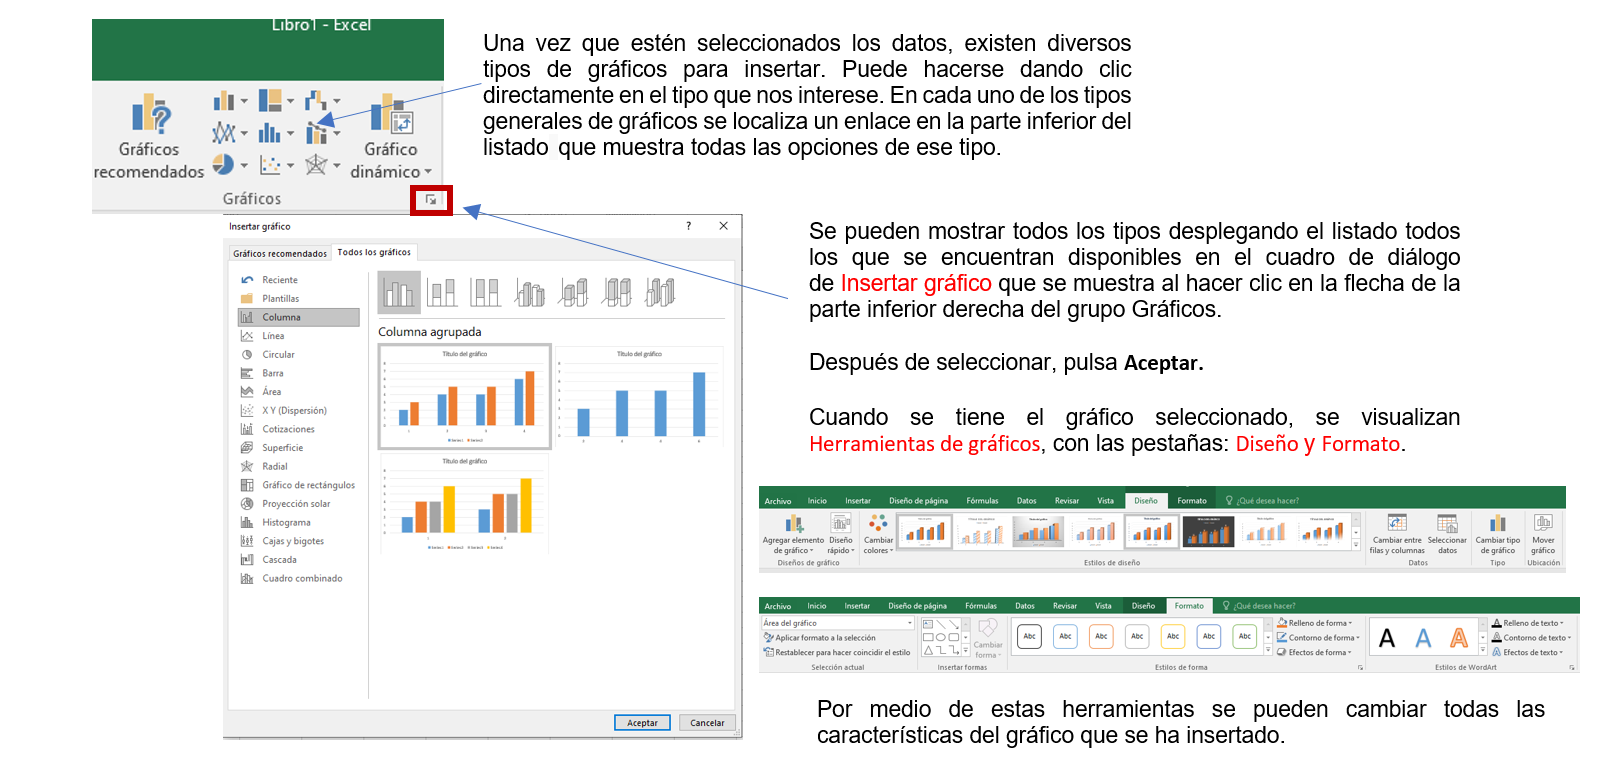 Libro1 - Excel
Gráficos
recomendados
Gráfico
dinámico
Gráficos
Una vez que estén seleccionados los datos, existen diversos
tipos de gráficos para insertar. Puede hacerse dando clic
directamente en el tipo que nos interese. En cada uno de los tipos
generales de gráficos se localiza un enlace en la parte inferior del
listado que muestra todas las opciones de ese tipo.
Insertar gráfico
?
Gráficos recomendados
Todos los gráficos
Reciente
Plantillas
Columna
Línea
Circular
Barra
Área
X Y (Dispersión)
Cotizaciones
Superficie
Radial
Gráfico de rectángulos
Proyección solar
Histograma
Cajas y bigotes
Cascada
Cuadro combinado
Columna agrupada
Título del gráfico
Título del gráfico
Título del gráfico
Aceptar
Cancelar
Se pueden mostrar todos los tipos desplegando el listado todos
los que se encuentran disponibles en el cuadro de diálogo
de Insertar gráfico que se muestra al hacer clic en la flecha de la
parte inferior derecha del grupo Gráficos.
Después de seleccionar, pulsa Aceptar.
Cuando se tiene el gráfico seleccionado, se visualizan
Herramientas de gráficos, con las pestañas: Diseño y Formato.
Archivo Inicio Insertar Diseño de página Fórmulas Datos Revisar Vista Diseño Formato ¿Qué desea hacer?
Agregar elemento
de gráfico
Diseño
rápido
Cambiar
colores
Cambiar entre
filas y columnas
Seleccionar
datos
Cambiar tipo
de gráfico
Mover
gráfico
Diseños de gráfico Estilos de diseño Datos Tipo Ubicación
Archivo Inicio Insertar Diseño de página Fórmulas Datos Revisar Vista Diseño Formato ¿Qué desea hacer?
Área del gráfico
Aplicar formato a la selección
Restablecer para hacer coincidir el estilo
Cambiar
forma
Abc Abc Abc Abc Abc Abc Abc
Relleno de forma
Contorno de forma
Efectos de forma
A A A
Relleno de texto
Contorno de texto
Efectos de texto
Selección actual Insertar formas Estilos de forma Estilos de WordArt
Por medio de estas herramientas se pueden cambiar todas las
características del gráfico que se ha insertado.